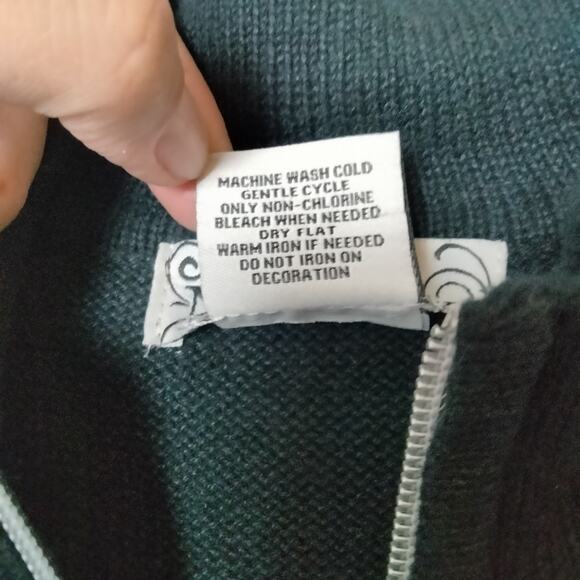 MACHINE WASH COLD
GENTLE CYCLE
ONLY NON-CHLORINE
BLEACH WHEN NEEDED
DRY FLAT
WARM IRON IF NEEDED
DO NOT IRON ON
DECORATION